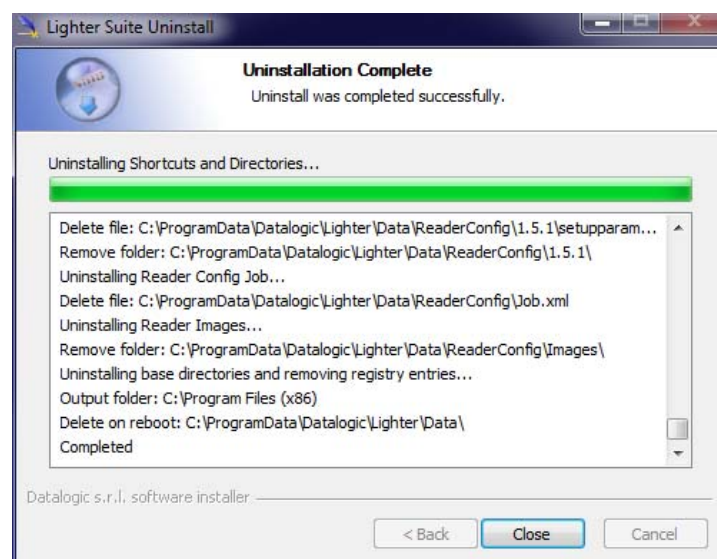 Lighter Suite Uninstall
Uninstallation Complete
Uninstall was completed successfully.
Uninstalling Shortcuts and Directories...
Delete file: C:\ProgramData\Datalogic\Lighter\Data\ReaderConfig\1.5.1\setupparam...
Remove folder: C:\ProgramData\Datalogic\Lighter\Data\ReaderConfig\1.5.1\
Uninstalling Reader Config Job...
Delete file: C:\ProgramData\Datalogic\Lighter\Data\ReaderConfig\Job.xml
Uninstalling Reader Images...
Remove folder: C:\ProgramData\Datalogic\Lighter\Data\ReaderConfig\Images\
Uninstalling base directories and removing registry entries...
Output folder: C:\Program Files (x86)
Delete on reboot: C:\ProgramData\Datalogic\Lighter\Data\
Completed
Datalogic s.r.l. software installer
< Back Close Cancel